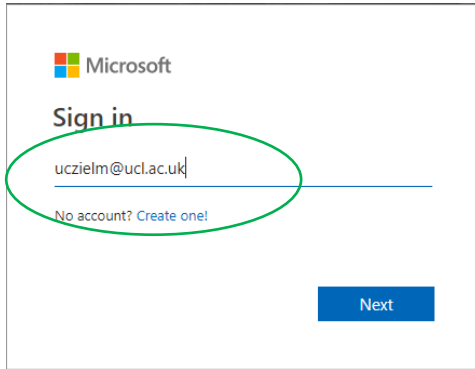 Microsoft
Sign in
uczielm@ucl.ac.uk
No account? Create one!
Next